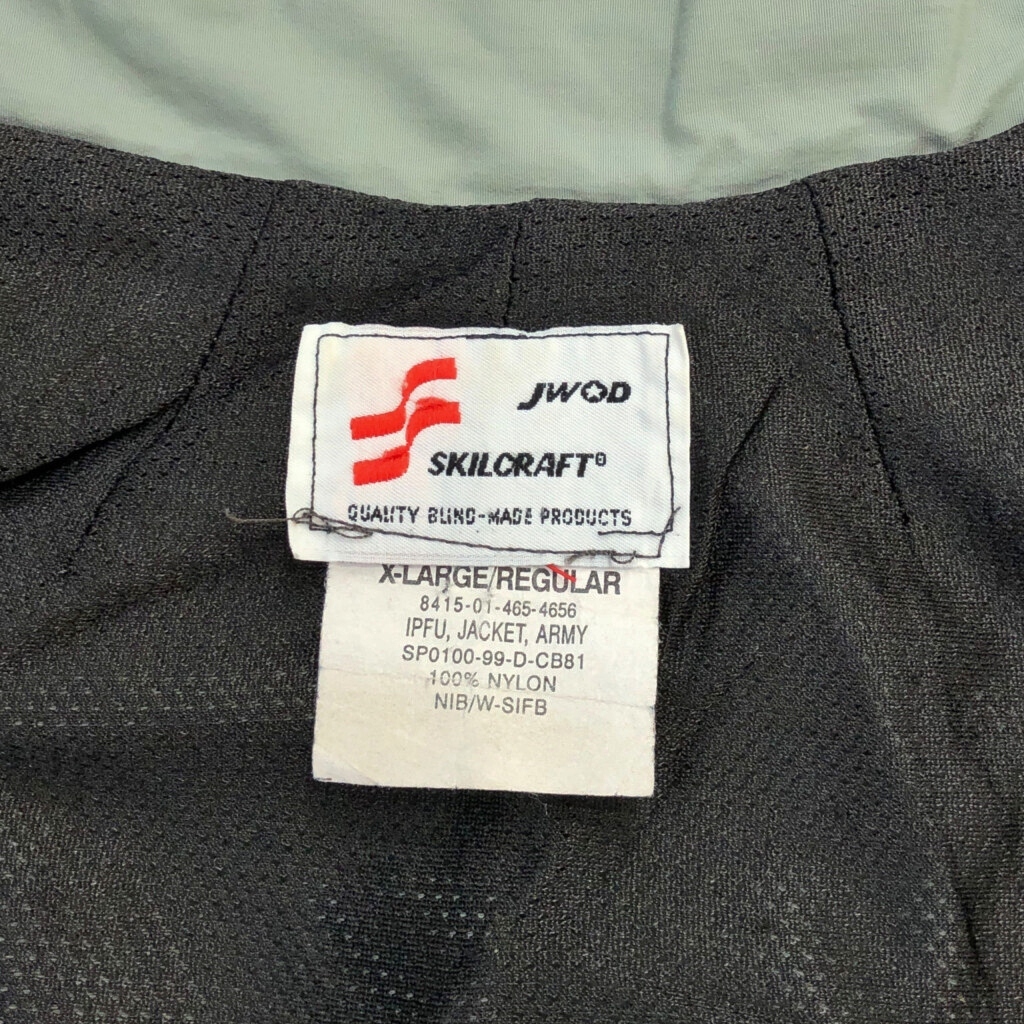 JWOD
SKILCRAFT®
QUALITY BLIND-MADE PRODUCTS
X-LARGE/REGULAR
8415-01-465-4656
IPFU, JACKET, ARMY
SP0100-99-D-CB81
100% NYLON
NIB/W-SIFB